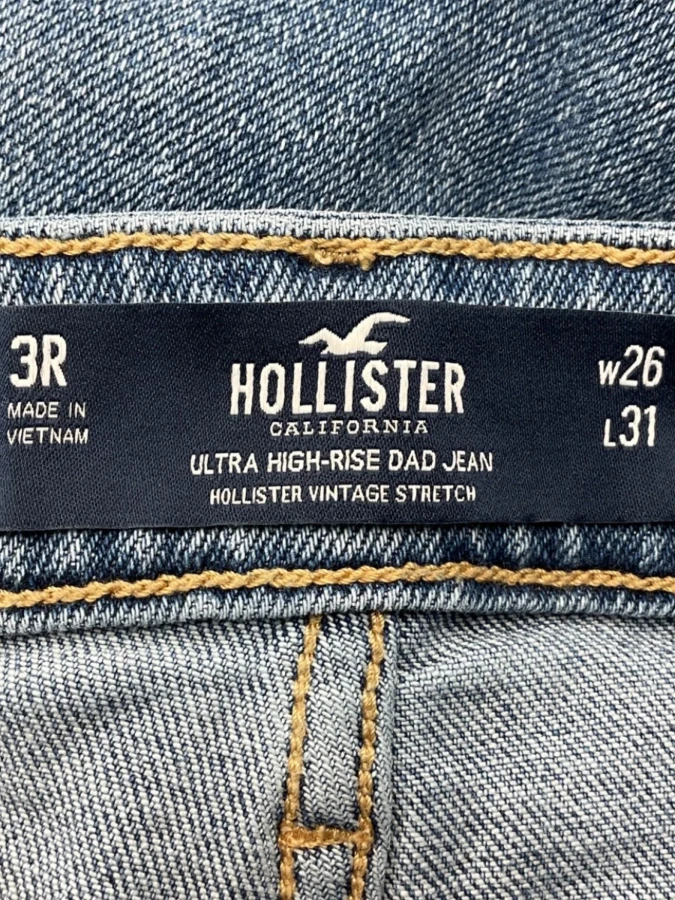 3R
MADE IN
VIETNAM
HOLLISTER
CALIFORNIA
ULTRA HIGH-RISE DAD JEAN
HOLLISTER VINTAGE STRETCH
W26
L31